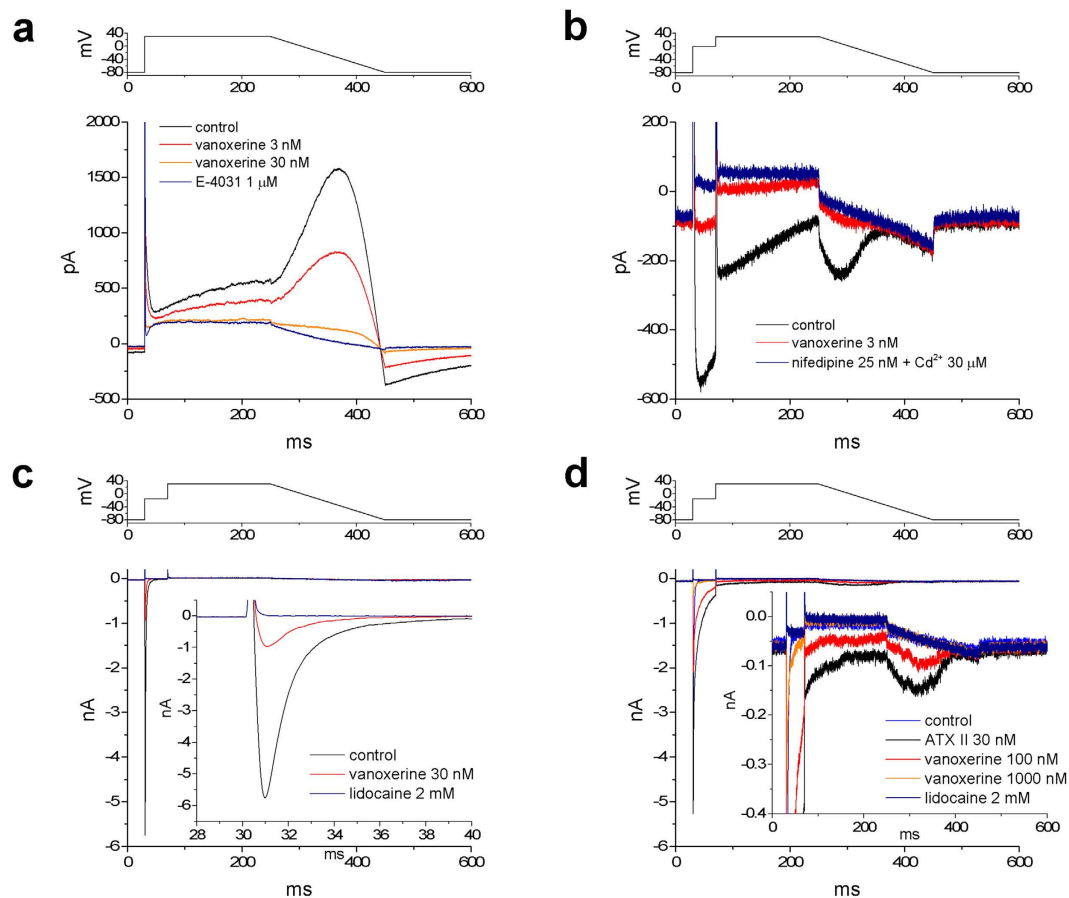 a
mV
40
0
-40
-80
0 200 400 600
2000
1500
1000
500
0
-500
pA
control
vanoxerine 3 nM
vanoxerine 30 nM
E-4031 1 μM
0 200 400 600
ms
b
mV
40
0
-40
-80
0 200 400 600
200
0
-200
-400
-600
pA
control
vanoxerine 3 nM
nifedipine 25 nM + Cd²⁺ 30 μM
0 200 400 600
ms
c
mV
40
0
-40
-80
0 200 400 600
0
-1
-2
-3
-4
-5
-6
nA
0
-1
-2
-3
-4
-5
-6
nA
control
vanoxerine 30 nM
lidocaine 2 mM
28 30 32 34 36 38 40
ms
0 200 400 600
ms
d
mV
40
0
-40
-80
0 200 400 600
0
-1
-2
-3
-4
-5
-6
nA
0.0
-0.1
-0.2
-0.3
-0.4
nA
control
ATX II 30 nM
vanoxerine 100 nM
vanoxerine 1000 nM
lidocaine 2 mM
0 200 400 600
ms
0 200 400 600
ms